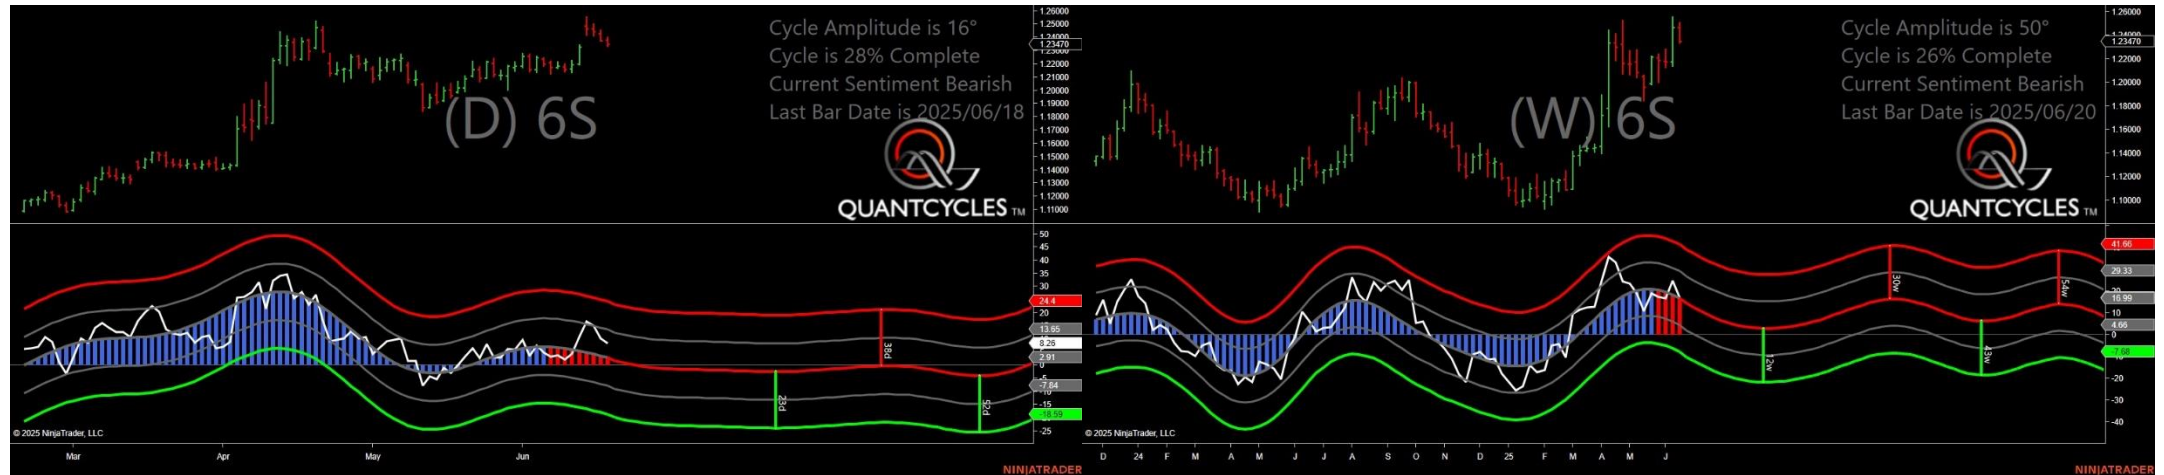 Cycle Amplitude is 16°
Cycle is 28% Complete
Current Sentiment Bearish
Last Bar Date is 2025/06/18
(D) 6S
QUANTCYCLES TM
1.26000
1.25000
1.23470
1.22000
1.21000
1.20000
1.19000
1.18000
1.17000
1.16000
1.15000
1.14000
1.13000
1.12000
1.11000
50
45
40
35
30
24.4
20
13.65
8.26
2.91
0
-7.84
-15
-18.59
-25
38d
23d
52d
© 2025 NinjaTrader, LLC
Mar Apr May Jun
NINJATRADER
Cycle Amplitude is 50°
Cycle is 26% Complete
Current Sentiment Bearish
Last Bar Date is 2025/06/20
(W) 6S
QUANTCYCLES TM
1.26000
1.23470
1.22000
1.20000
1.18000
1.16000
1.14000
1.12000
1.10000
41.66
29.33
20
16.99
10
4.66
0
-7.68
-20
-30
-40
30w
54w
12w
43w
© 2025 NinjaTrader, LLC
D 24 F M A M J J A S O N D 25 F M A M J
NINJATRADER